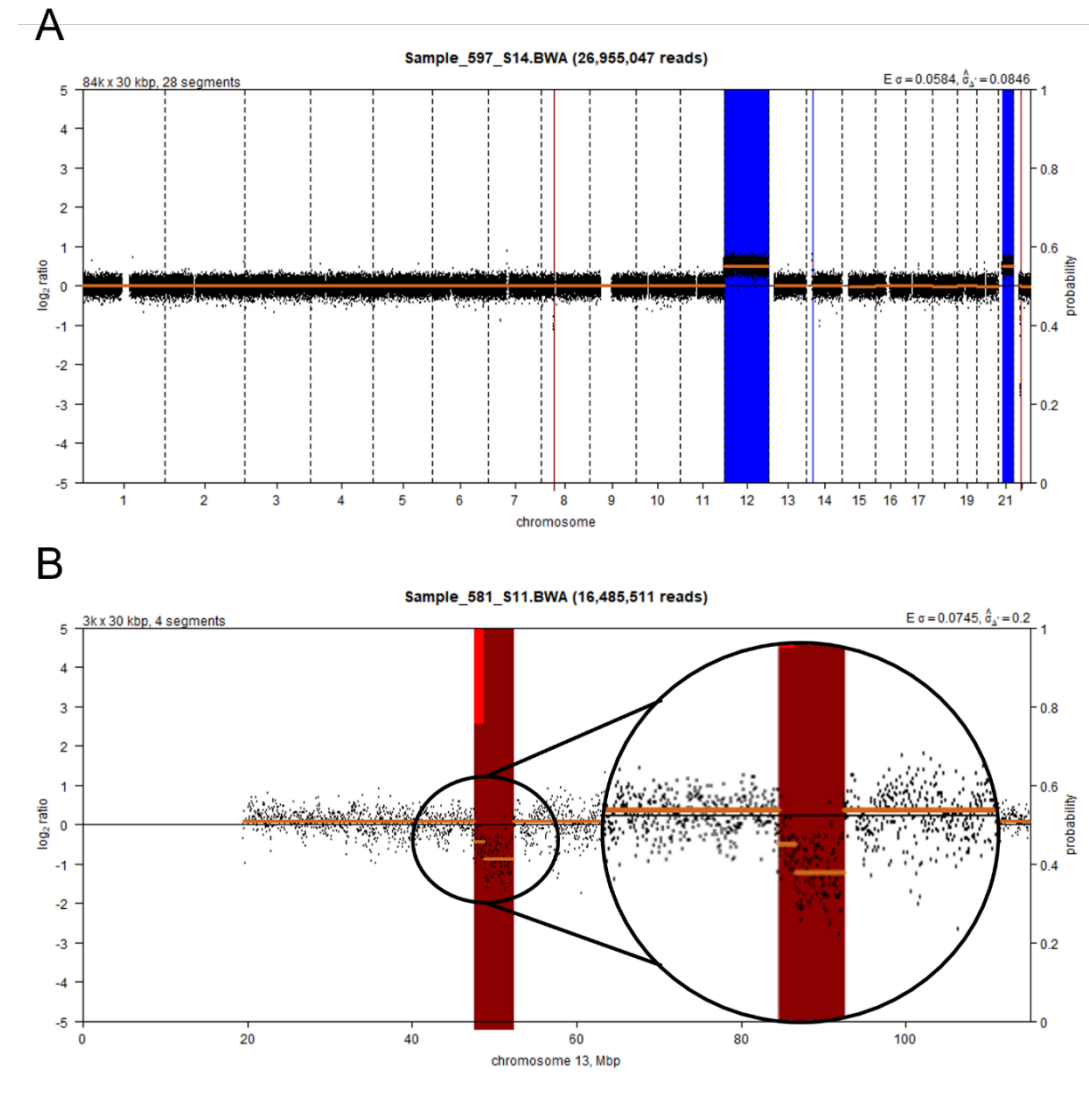 A
Sample_597_S14.BWA (26,955,047 reads)
84k x 30 kbp, 28 segments
E σ = 0.0584, σ̂Δ' = 0.0846
5
4
3
2
1
0
-1
-2
-3
-4
-5
log2 ratio
1
0.8
0.6
0.4
0.2
0
probability
1 2 3 4 5 6 7 8 9 10 11 12 13 14 15 16 17 19 21
chromosome
B
Sample_581_S11.BWA (16,485,511 reads)
3k x 30 kbp, 4 segments
E σ = 0.0745, σ̂Δ' = 0.2
5
4
3
2
1
0
-1
-2
-3
-4
-5
log2 ratio
1
0.8
0.6
0.4
0.2
0
probability
0 20 40 60 80 100
chromosome 13, Mbp